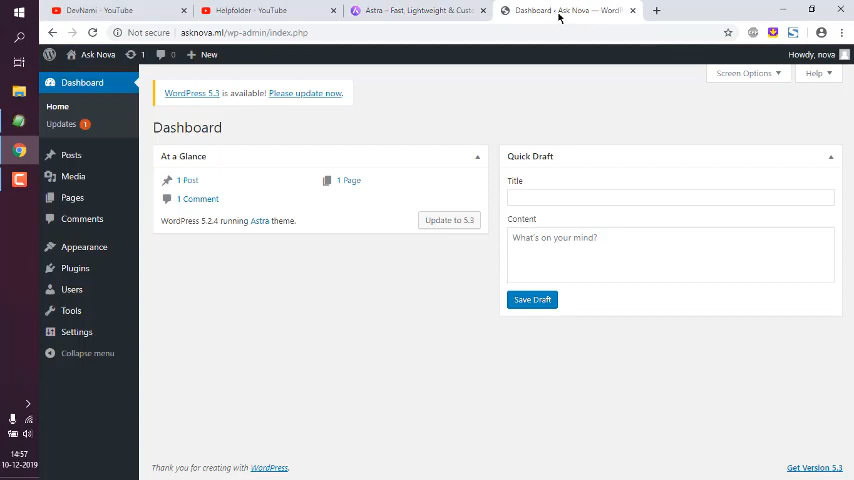 DevNami - YouTube
Helpfolder - YouTube
Astra – Fast, Lightweight & Custo
Dashboard ‹ Ask Nova — WordP
Not secure
asknova.ml/wp-admin/index.php
Ask Nova
1
0
New
Howdy, nova
Dashboard
Home
Updates 1
Posts
Media
Pages
Comments
Appearance
Plugins
Users
Tools
Settings
Collapse menu
Screen Options
Help
WordPress 5.3 is available! Please update now.
Dashboard
At a Glance
1 Post
1 Page
1 Comment
WordPress 5.2.4 running Astra theme.
Update to 5.3
Quick Draft
Title
Content
What's on your mind?
Save Draft
Thank you for creating with WordPress.
Get Version 5.3
14:57
10-12-2019